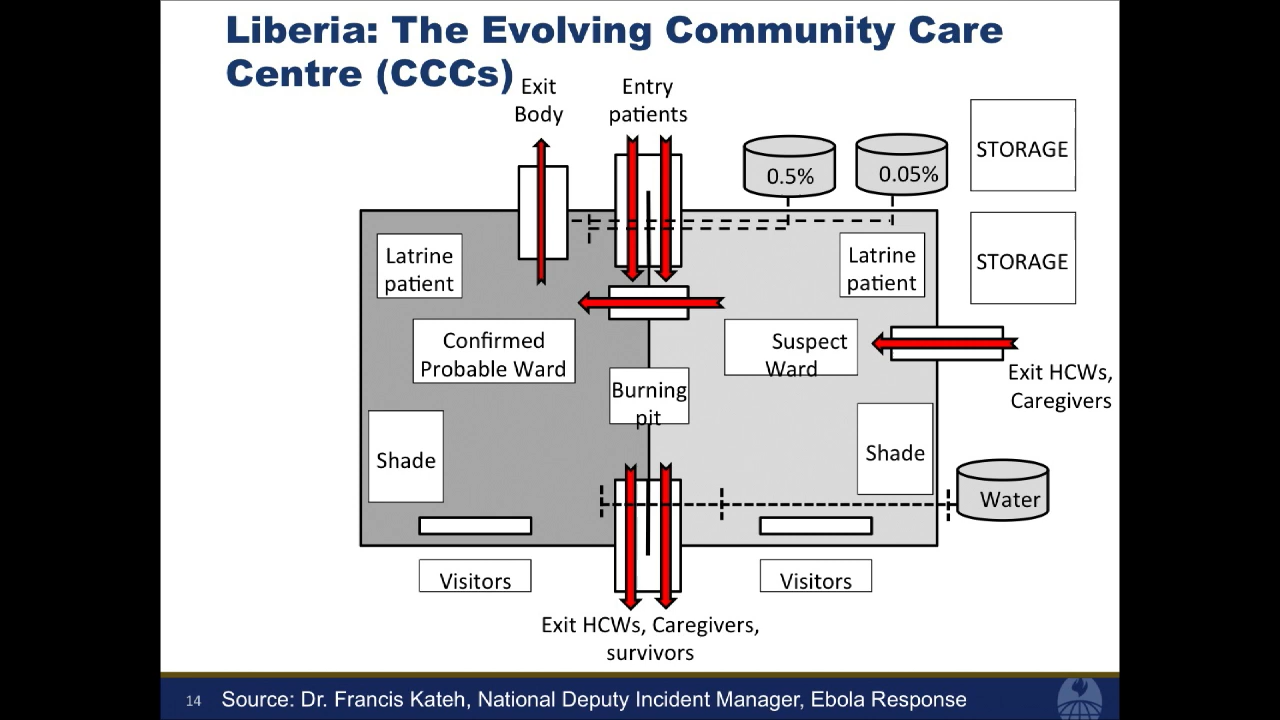 Liberia: The Evolving Community Care
Centre (CCCs)
Exit
Body
Entry
patients
0.5%
0.05%
STORAGE
Latrine
patient
Latrine
patient
STORAGE
Confirmed
Probable Ward
Suspect
Ward
Exit HCWs,
Caregivers
Burning
pit
Shade
Shade
Water
Visitors
Visitors
Exit HCWs, Caregivers,
survivors
14
Source: Dr. Francis Kateh, National Deputy Incident Manager, Ebola Response